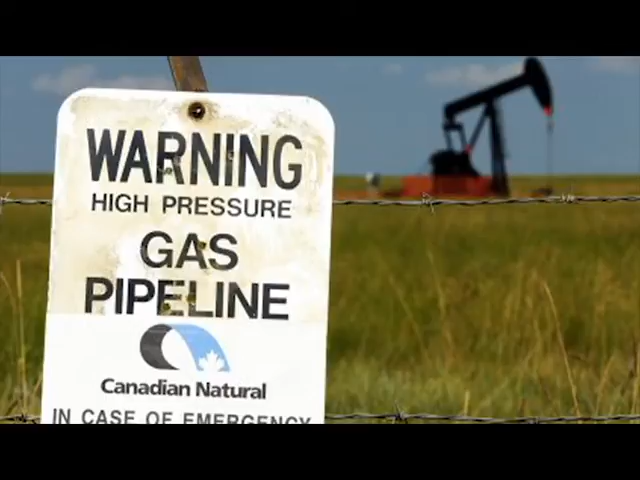 WARNING
HIGH PRESSURE
GAS
PIPELINE
Canadian Natural
IN CASE OF EMERGENCY